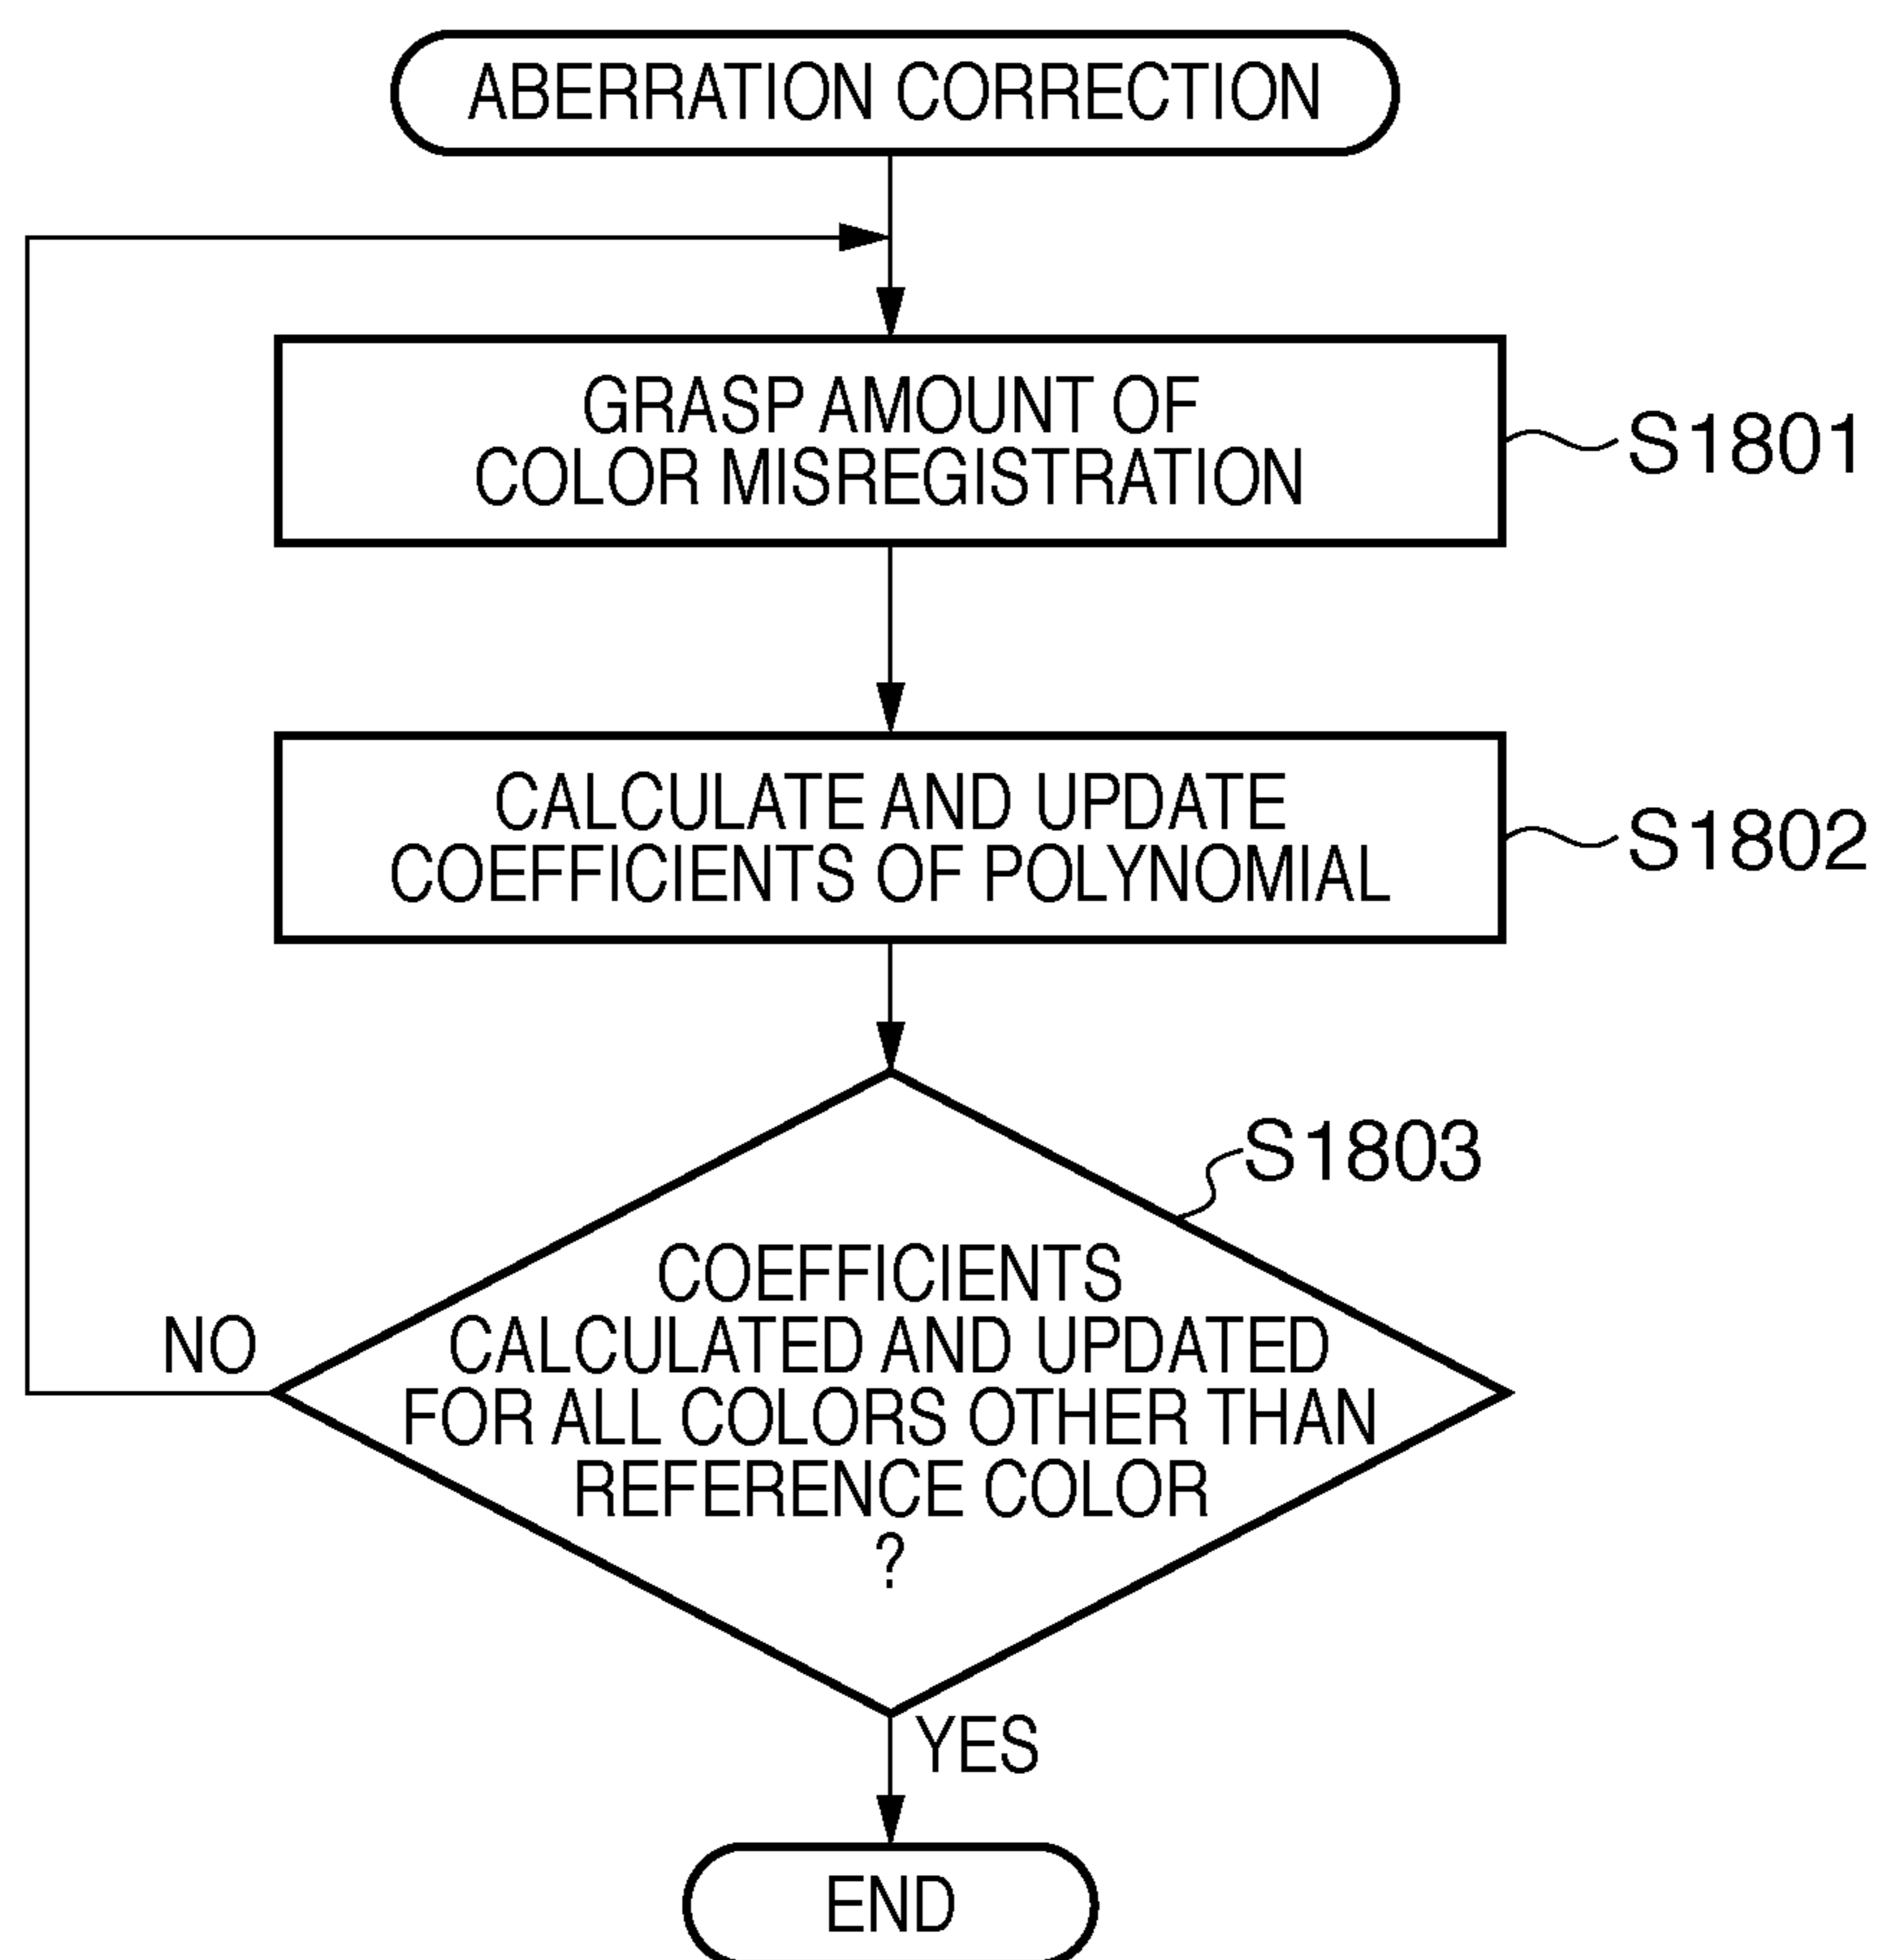 ABERRATION CORRECTION
GRASP AMOUNT OF
COLOR MISREGISTRATION
S1801
CALCULATE AND UPDATE
COEFFICIENTS OF POLYNOMIAL
S1802
S1803
COEFFICIENTS
CALCULATED AND UPDATED
FOR ALL COLORS OTHER THAN
REFERENCE COLOR
?
NO
YES
END